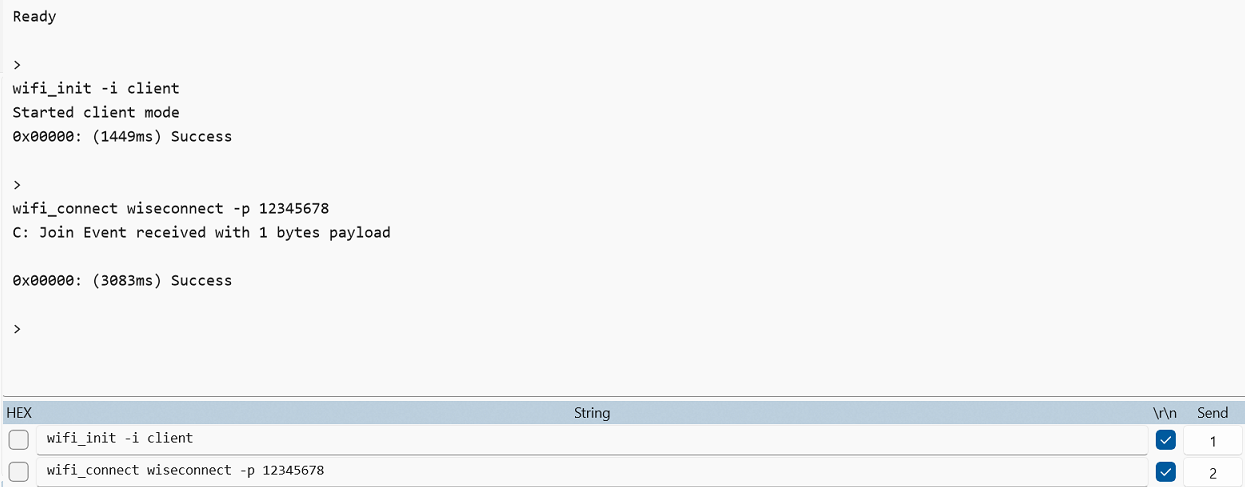 Ready
>
wifi_init -i client
Started client mode
0x00000: (1449ms) Success
>
wifi_connect wiseconnect -p 12345678
C: Join Event received with 1 bytes payload
0x00000: (3083ms) Success
>
HEX String \r\n Send
wifi_init -i client 1
wifi_connect wiseconnect -p 12345678 2